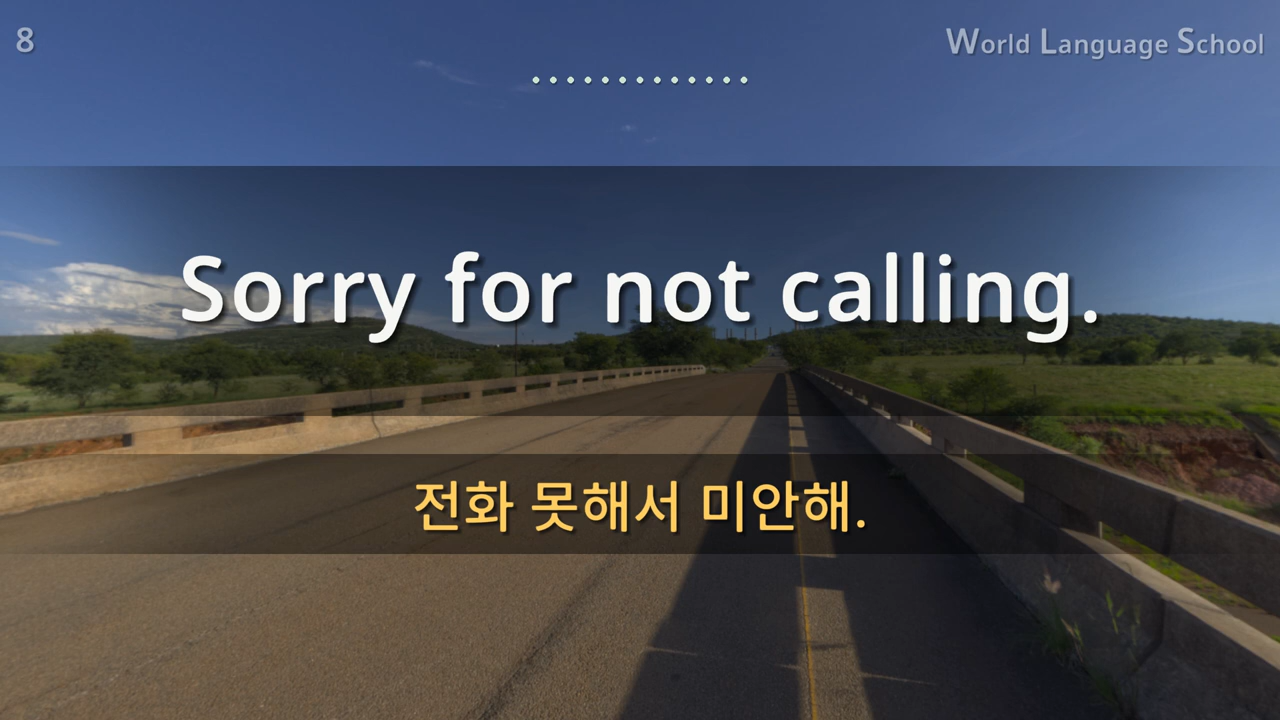 8
World Language School
Sorry for not calling.
전화 못해서 미안해.